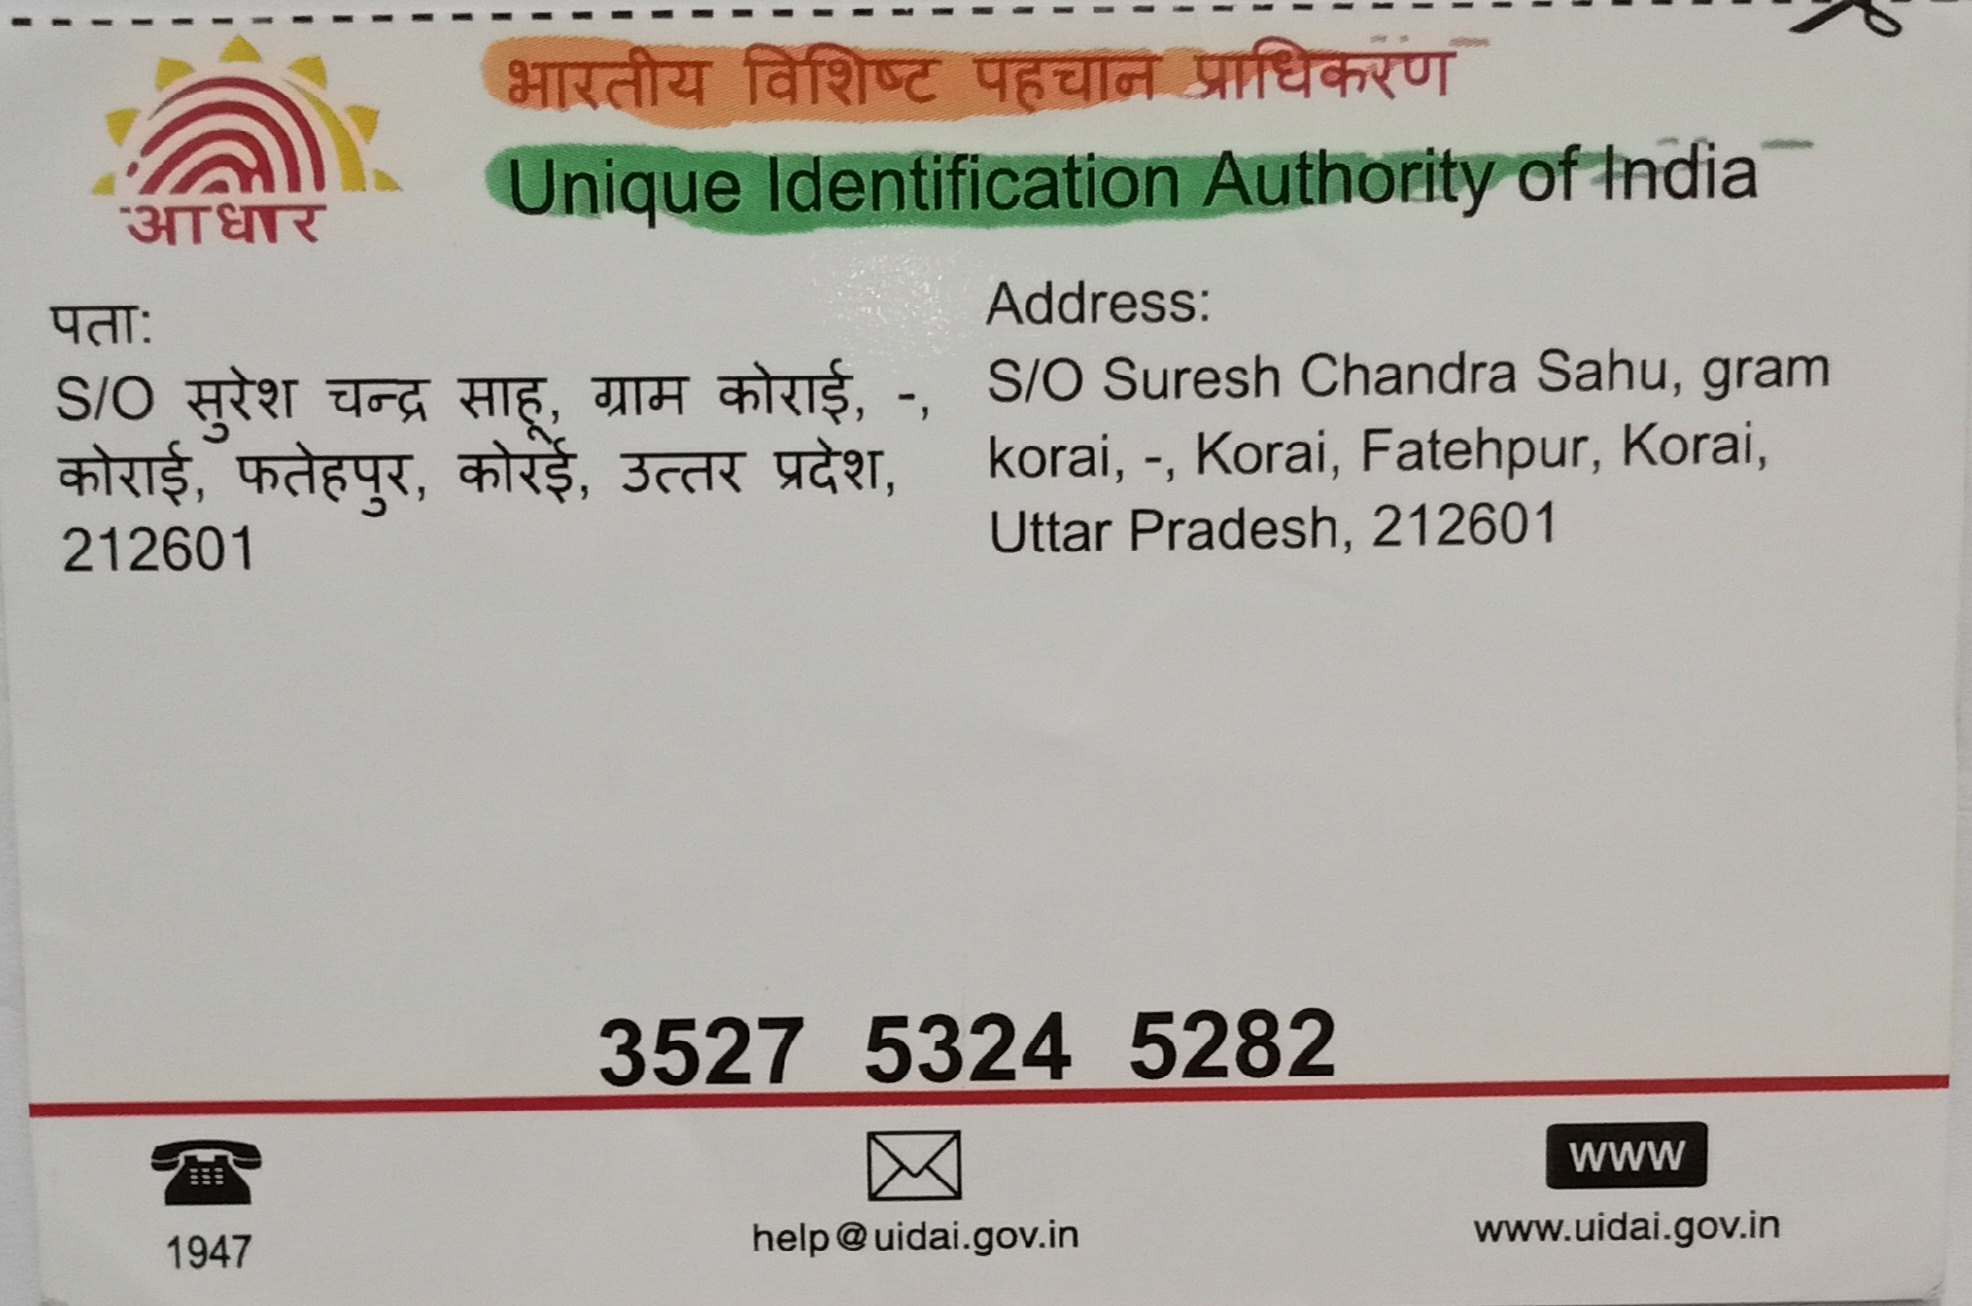 भारतीय विशिष्ट पहचान प्राधिकरण
Unique Identification Authority of India
आधार
पता:
S/O सुरेश चन्द्र साहू, ग्राम कोराई, -,
कोराई, फतेहपुर, कोरई, उत्तर प्रदेश,
212601
Address:
S/O Suresh Chandra Sahu, gram
korai, -, Korai, Fatehpur, Korai,
Uttar Pradesh, 212601
3527 5324 5282
1947
help@uidai.gov.in
www
www.uidai.gov.in